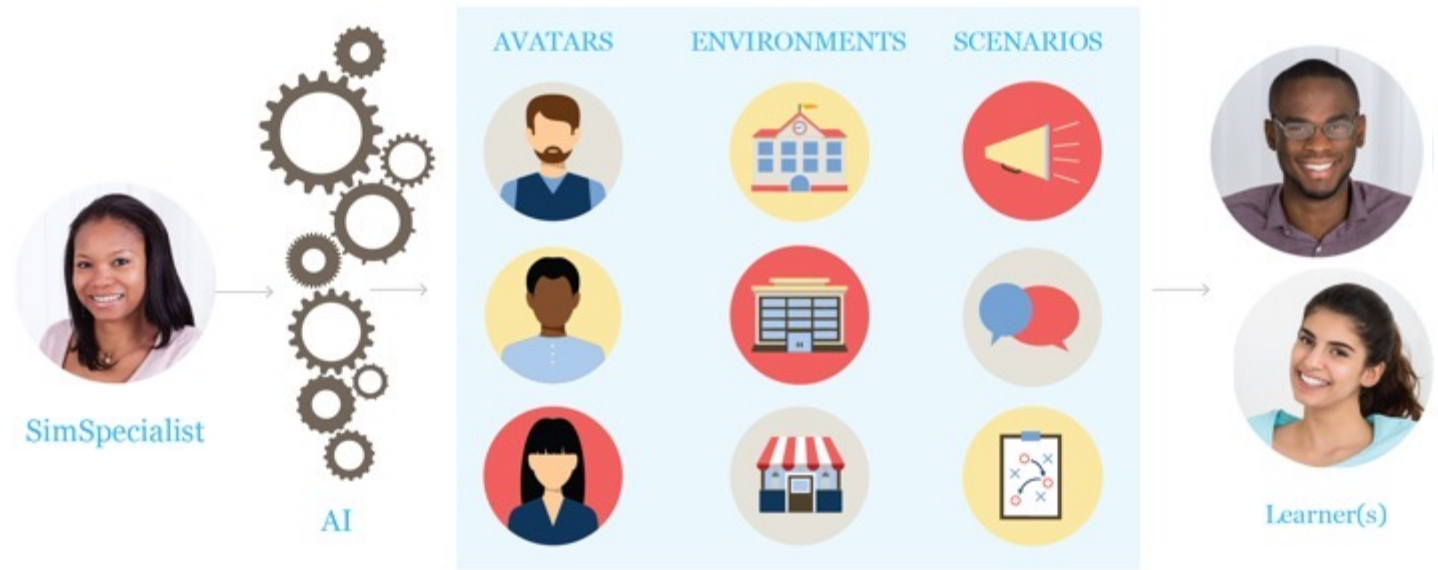 AVATARS
ENVIRONMENTS
SCENARIOS
SimSpecialist
AI
Learner(s)